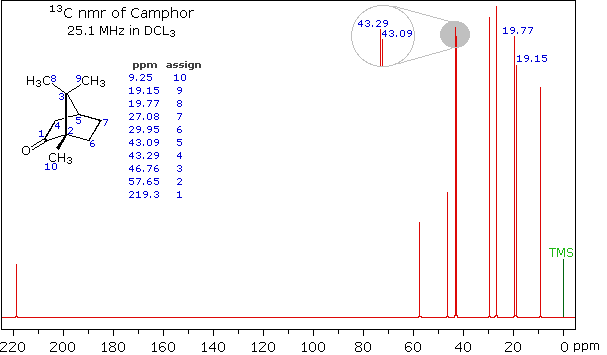 ¹³C nmr of Camphor
25.1 MHz in DCL₃
ppm assign
9.25 10
19.15 9
19.77 8
27.08 7
29.95 6
43.09 5
43.29 4
46.76 3
57.65 2
219.3 1
H₃C 8 9 CH₃
3
5
4 7
1 2
6
O
CH₃
10
43.29
43.09
19.77
19.15
TMS
220 200 180 160 140 120 100 80 60 40 20 0 ppm